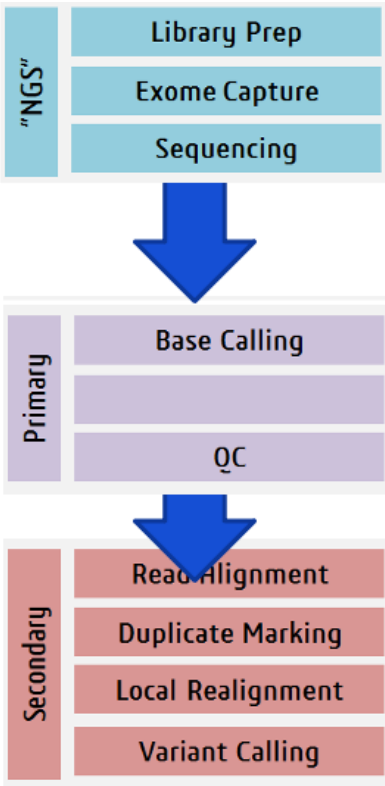 "NGS"
Library Prep
Exome Capture
Sequencing
Primary
Base Calling
QC
Secondary
Read Alignment
Duplicate Marking
Local Realignment
Variant Calling